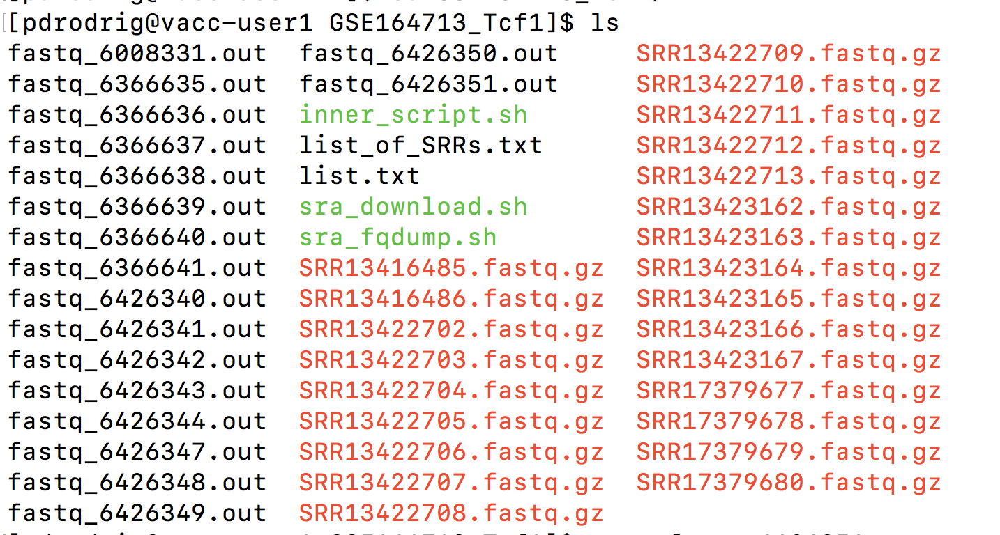 [[pdrodrig@vacc-user1 GSE164713_Tcf1]$ ls
fastq_6008331.out fastq_6426350.out SRR13422709.fastq.gz
fastq_6366635.out fastq_6426351.out SRR13422710.fastq.gz
fastq_6366636.out inner_script.sh SRR13422711.fastq.gz
fastq_6366637.out list_of_SRRs.txt SRR13422712.fastq.gz
fastq_6366638.out list.txt SRR13422713.fastq.gz
fastq_6366639.out sra_download.sh SRR13423162.fastq.gz
fastq_6366640.out sra_fqdump.sh SRR13423163.fastq.gz
fastq_6366641.out SRR13416485.fastq.gz SRR13423164.fastq.gz
fastq_6426340.out SRR13416486.fastq.gz SRR13423165.fastq.gz
fastq_6426341.out SRR13422702.fastq.gz SRR13423166.fastq.gz
fastq_6426342.out SRR13422703.fastq.gz SRR13423167.fastq.gz
fastq_6426343.out SRR13422704.fastq.gz SRR17379677.fastq.gz
fastq_6426344.out SRR13422705.fastq.gz SRR17379678.fastq.gz
fastq_6426347.out SRR13422706.fastq.gz SRR17379679.fastq.gz
fastq_6426348.out SRR13422707.fastq.gz SRR17379680.fastq.gz
fastq_6426349.out SRR13422708.fastq.gz